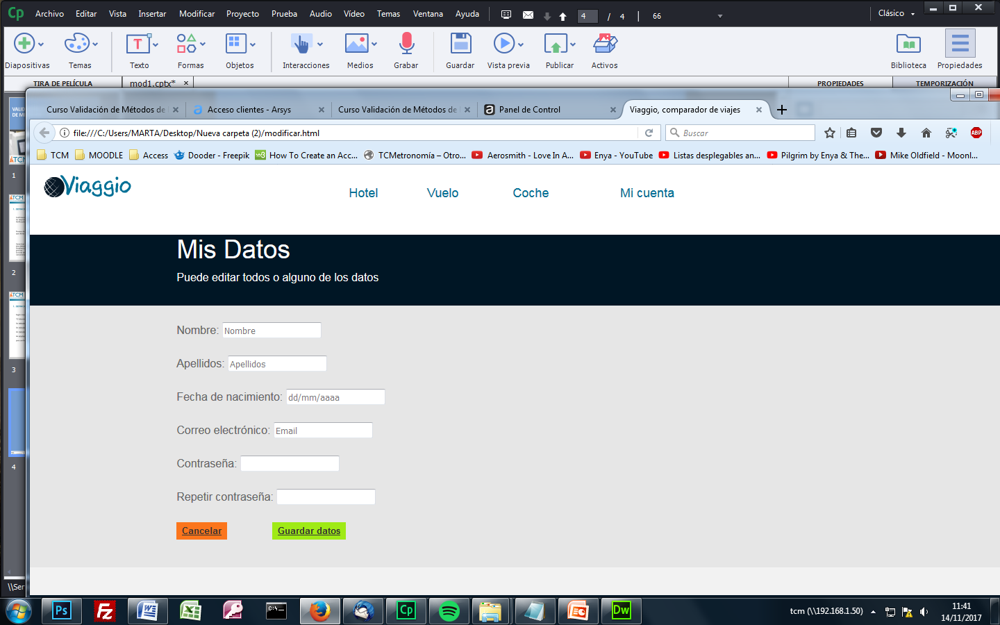 Cp Archivo Editar Vista Insertar Modificar Proyecto Prueba Audio Vídeo Temas Ventana Ayuda 4 / 4 66 Clásico
Diapositivas Temas Texto Formas Objetos Interacciones Medios Grabar Guardar Vista previa Publicar Activos Biblioteca Propiedades
TIRA DE PELÍCULA mod1.cptx* × PROPIEDADES TEMPORIZACIÓN
Curso Validación de Métodos de Acceso clientes - Arsys Curso Validación de Métodos de Panel de Control Viaggio, comparador de viajes
file:///C:/Users/MARTA/Desktop/Nueva carpeta (2)/modificar.html Buscar ABP
TCM MOODLE Access Dooder - Freepik How To Create an Acc... TCMetronomía – Otro... Aerosmith - Love In A... Enya - YouTube Listas desplegables an... Pilgrim by Enya & The... Mike Oldfield - Moonl...
Viaggio Hotel Vuelo Coche Mi cuenta
Mis Datos
Puede editar todos o alguno de los datos
Nombre: Nombre
Apellidos: Apellidos
Fecha de nacimiento: dd/mm/aaaa
Correo electrónico: Email
Contraseña:
Repetir contraseña:
Cancelar Guardar datos
1
2
3
4
\\Ser
Ps Fz Cp Dw
tcm (\\192.168.1.50) 11:41
14/11/2017